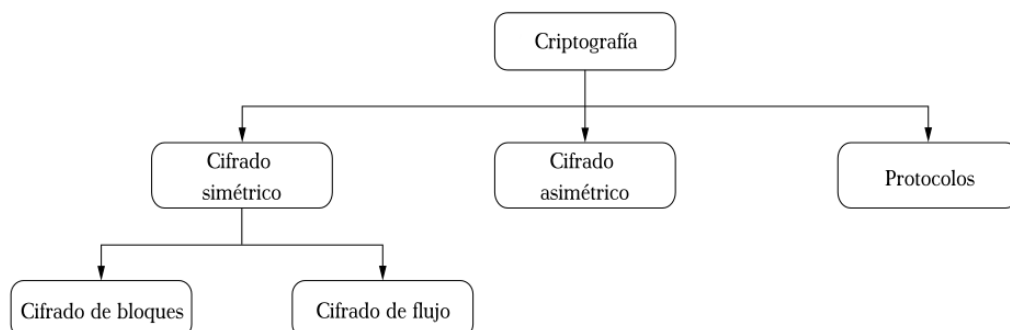 Criptografía
Cifrado
simétrico
Cifrado
asimétrico
Protocolos
Cifrado de bloques
Cifrado de flujo